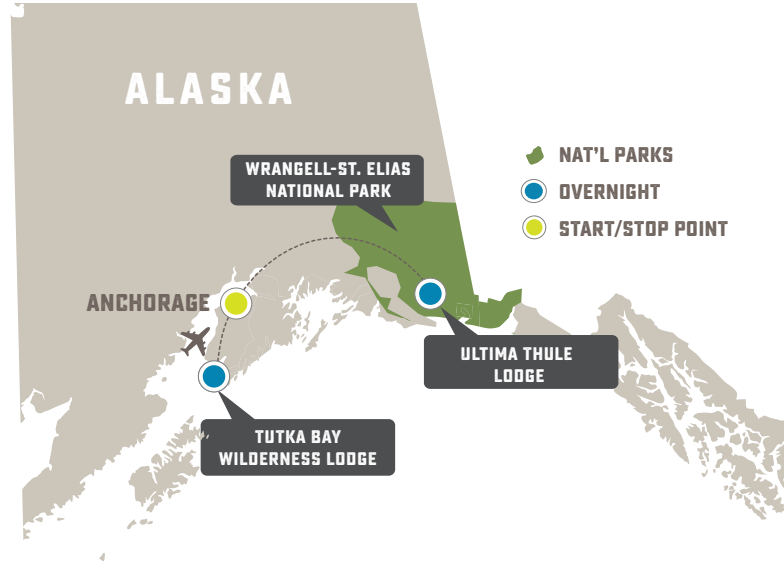 ALASKA
WRANGELL-ST. ELIAS
NATIONAL PARK
NAT'L PARKS
OVERNIGHT
START/STOP POINT
ANCHORAGE
ULTIMA THULE
LODGE
TUTKA BAY
WILDERNESS LODGE